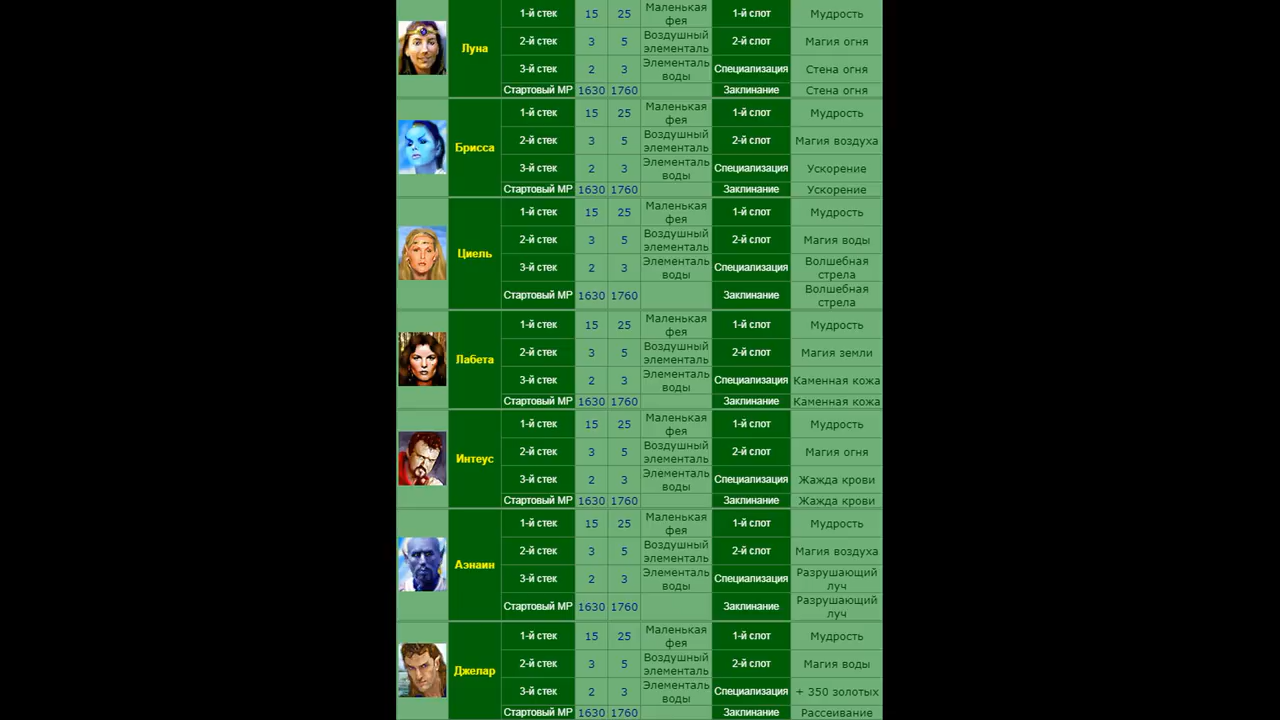 Луна
1-й стек 15 25 Маленькая фея 1-й слот Мудрость
2-й стек 3 5 Воздушный элементаль 2-й слот Магия огня
3-й стек 2 3 Элементаль воды Специализация Стена огня
Стартовый МР 1630 1760 Заклинание Стена огня
Брисса
1-й стек 15 25 Маленькая фея 1-й слот Мудрость
2-й стек 3 5 Воздушный элементаль 2-й слот Магия воздуха
3-й стек 2 3 Элементаль воды Специализация Ускорение
Стартовый МР 1630 1760 Заклинание Ускорение
Циель
1-й стек 15 25 Маленькая фея 1-й слот Мудрость
2-й стек 3 5 Воздушный элементаль 2-й слот Магия воды
3-й стек 2 3 Элементаль воды Специализация Волшебная стрела
Стартовый МР 1630 1760 Заклинание Волшебная стрела
Лабета
1-й стек 15 25 Маленькая фея 1-й слот Мудрость
2-й стек 3 5 Воздушный элементаль 2-й слот Магия земли
3-й стек 2 3 Элементаль воды Специализация Каменная кожа
Стартовый МР 1630 1760 Заклинание Каменная кожа
Интеус
1-й стек 15 25 Маленькая фея 1-й слот Мудрость
2-й стек 3 5 Воздушный элементаль 2-й слот Магия огня
3-й стек 2 3 Элементаль воды Специализация Жажда крови
Стартовый МР 1630 1760 Заклинание Жажда крови
Аэнаин
1-й стек 15 25 Маленькая фея 1-й слот Мудрость
2-й стек 3 5 Воздушный элементаль 2-й слот Магия воздуха
3-й стек 2 3 Элементаль воды Специализация Разрушающий луч
Стартовый МР 1630 1760 Заклинание Разрушающий луч
Джелар
1-й стек 15 25 Маленькая фея 1-й слот Мудрость
2-й стек 3 5 Воздушный элементаль 2-й слот Магия воды
3-й стек 2 3 Элементаль воды Специализация + 350 золотых
Стартовый МР 1630 1760 Заклинание Рассеивание